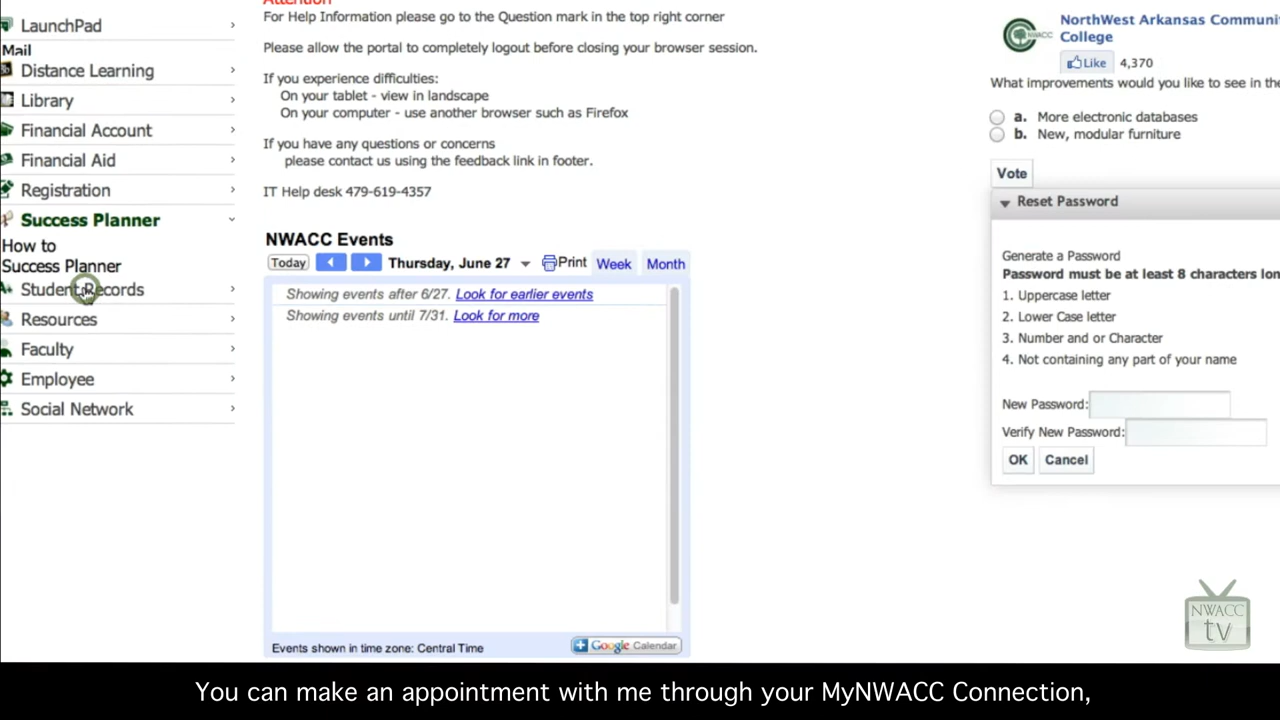 LaunchPad
Mail
Distance Learning
Library
Financial Account
Financial Aid
Registration
Success Planner
How to
Success Planner
Student Records
Resources
Faculty
Employee
Social Network
Attention
For Help Information please go to the Question mark in the top right corner
Please allow the portal to completely logout before closing your browser session.
If you experience difficulties:
On your tablet - view in landscape
On your computer - use another browser such as Firefox
If you have any questions or concerns
please contact us using the feedback link in footer.
IT Help desk 479-619-4357
NWACC Events
Today Thursday, June 27 Print Week Month
Showing events after 6/27. Look for earlier events
Showing events until 7/31. Look for more
Events shown in time zone: Central Time
Google Calendar
NWACC
NorthWest Arkansas Communi
College
Like 4,370
What improvements would you like to see in the
a. More electronic databases
b. New, modular furniture
Vote
Reset Password
Generate a Password
Password must be at least 8 characters lon
1. Uppercase letter
2. Lower Case letter
3. Number and or Character
4. Not containing any part of your name
New Password:
Verify New Password:
OK Cancel
NWACC
tv
You can make an appointment with me through your MyNWACC Connection,